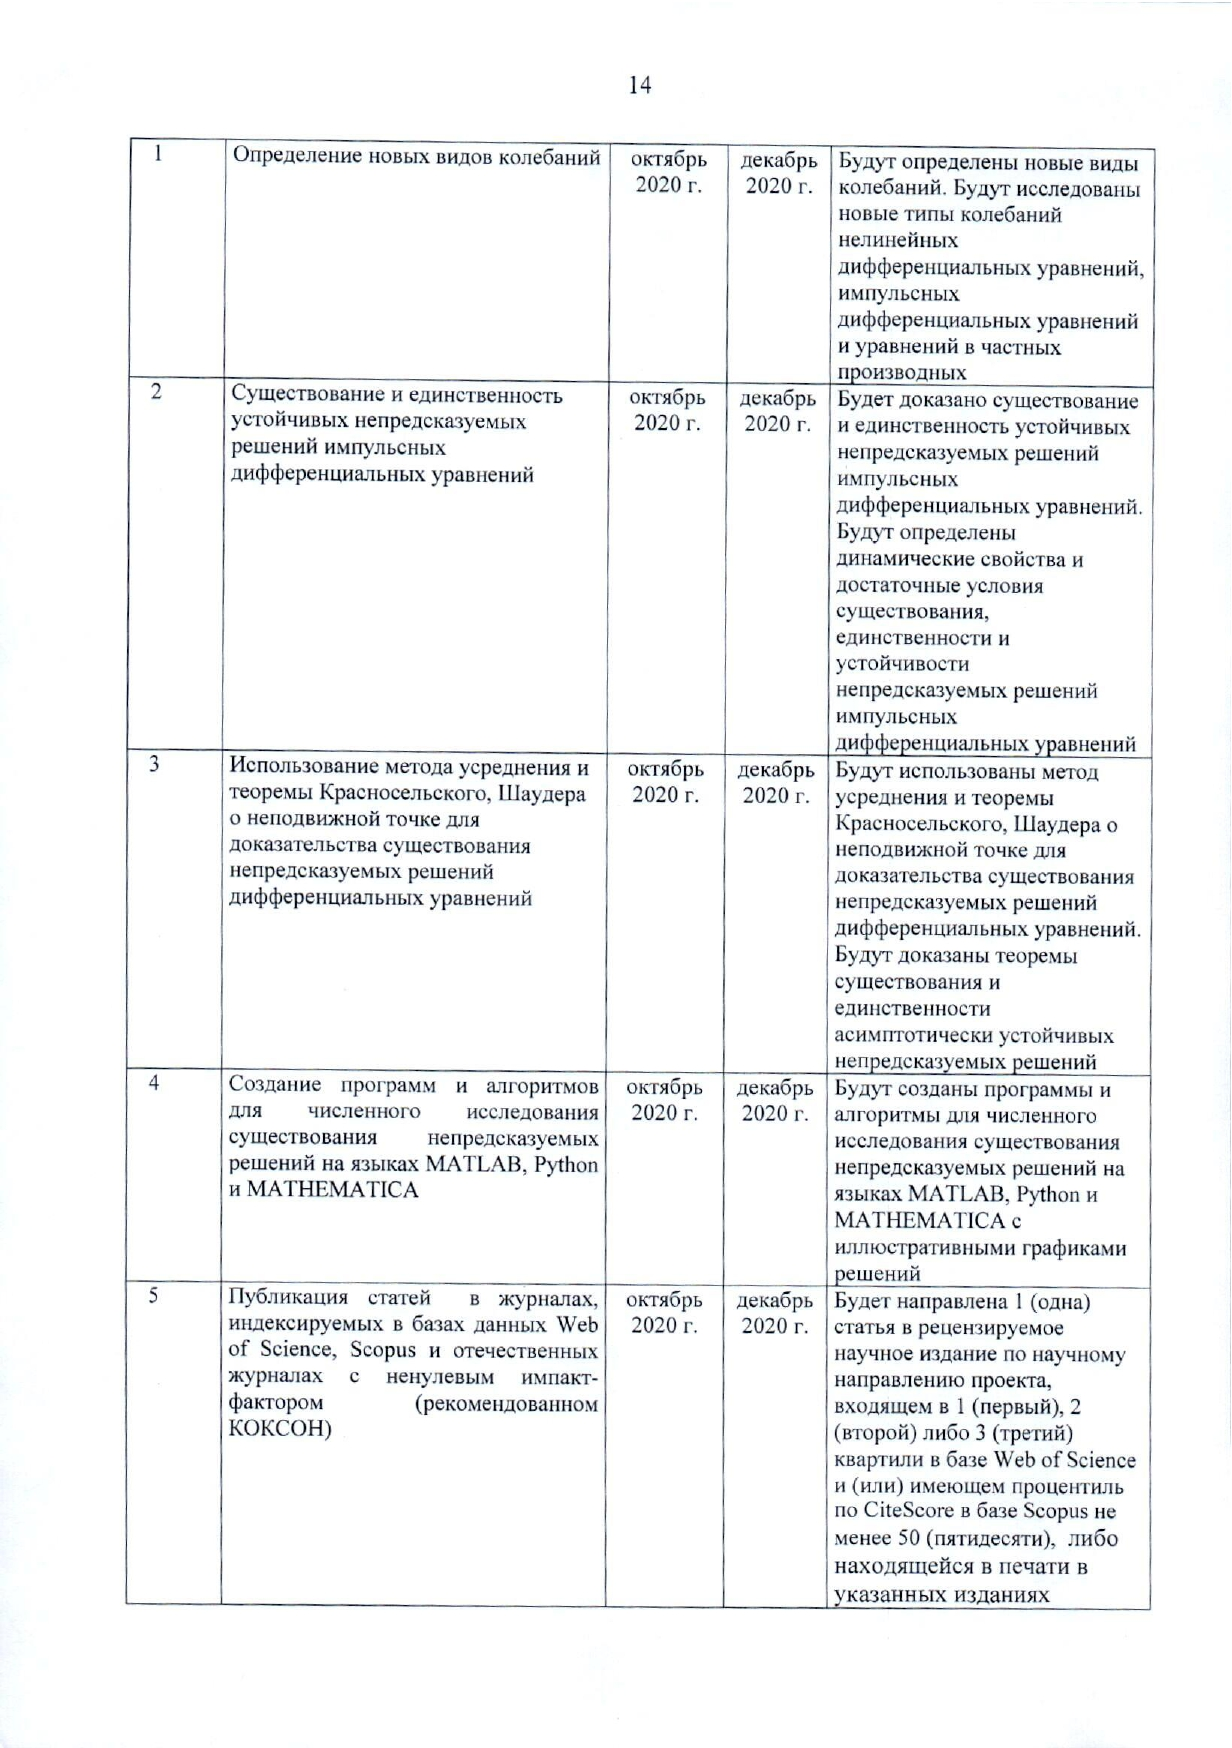 14
1
Определение новых видов колебаний
октябрь
2020 г.
декабрь
2020 г.
Будут определены новые виды
колебаний. Будут исследованы
новые типы колебаний
нелинейных
дифференциальных уравнений,
импульсных
дифференциальных уравнений
и уравнений в частных
производных
2
Существование и единственность
устойчивых непредсказуемых
решений импульсных
дифференциальных уравнений
октябрь
2020 г.
декабрь
2020 г.
Будет доказано существование
и единственность устойчивых
непредсказуемых решений
импульсных
дифференциальных уравнений.
Будут определены
динамические свойства и
достаточные условия
существования,
единственности и
устойчивости
непредсказуемых решений
импульсных
дифференциальных уравнений
3
Использование метода усреднения и
теоремы Красносельского, Шаудера
о неподвижной точке для
доказательства существования
непредсказуемых решений
дифференциальных уравнений
октябрь
2020 г.
декабрь
2020 г.
Будут использованы метод
усреднения и теоремы
Красносельского, Шаудера о
неподвижной точке для
доказательства существования
непредсказуемых решений
дифференциальных уравнений.
Будут доказаны теоремы
существования и
единственности
асимптотически устойчивых
непредсказуемых решений
4
Создание программ и алгоритмов
для численного исследования
существования непредсказуемых
решений на языках MATLAB, Python
и MATHEMATICA
октябрь
2020 г.
декабрь
2020 г.
Будут созданы программы и
алгоритмы для численного
исследования существования
непредсказуемых решений на
языках MATLAB, Python и
MATHEMATICA с
иллюстративными графиками
решений
5
Публикация статей в журналах,
индексируемых в базах данных Web
of Science, Scopus и отечественных
журналах с ненулевым импакт-
фактором (рекомендованном
КОКСОН)
октябрь
2020 г.
декабрь
2020 г.
Будет направлена 1 (одна)
статья в рецензируемое
научное издание по научному
направлению проекта,
входящем в 1 (первый), 2
(второй) либо 3 (третий)
квартили в базе Web of Science
и (или) имеющем процентиль
по CiteScore в базе Scopus не
менее 50 (пятидесяти), либо
находящейся в печати в
указанных изданиях